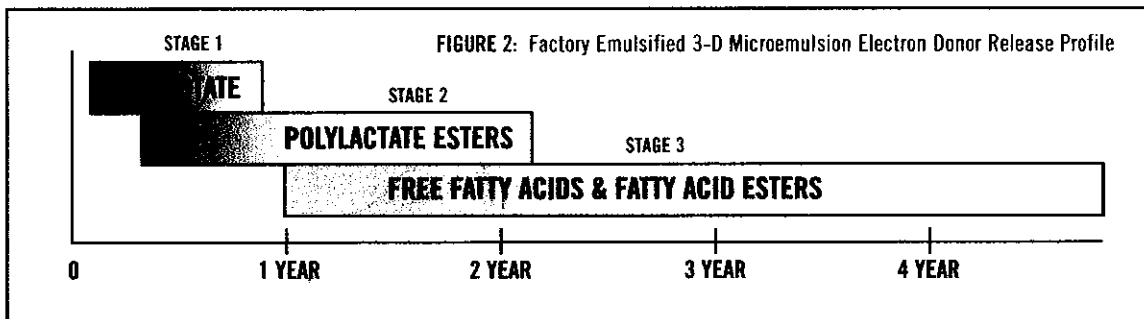 STAGE 1
FIGURE 2: Factory Emulsified 3-D Microemulsion Electron Donor Release Profile
STAGE 2
POLYLACTATE ESTERS
STAGE 3
FREE FATTY ACIDS & FATTY ACID ESTERS
0 1 YEAR 2 YEAR 3 YEAR 4 YEAR